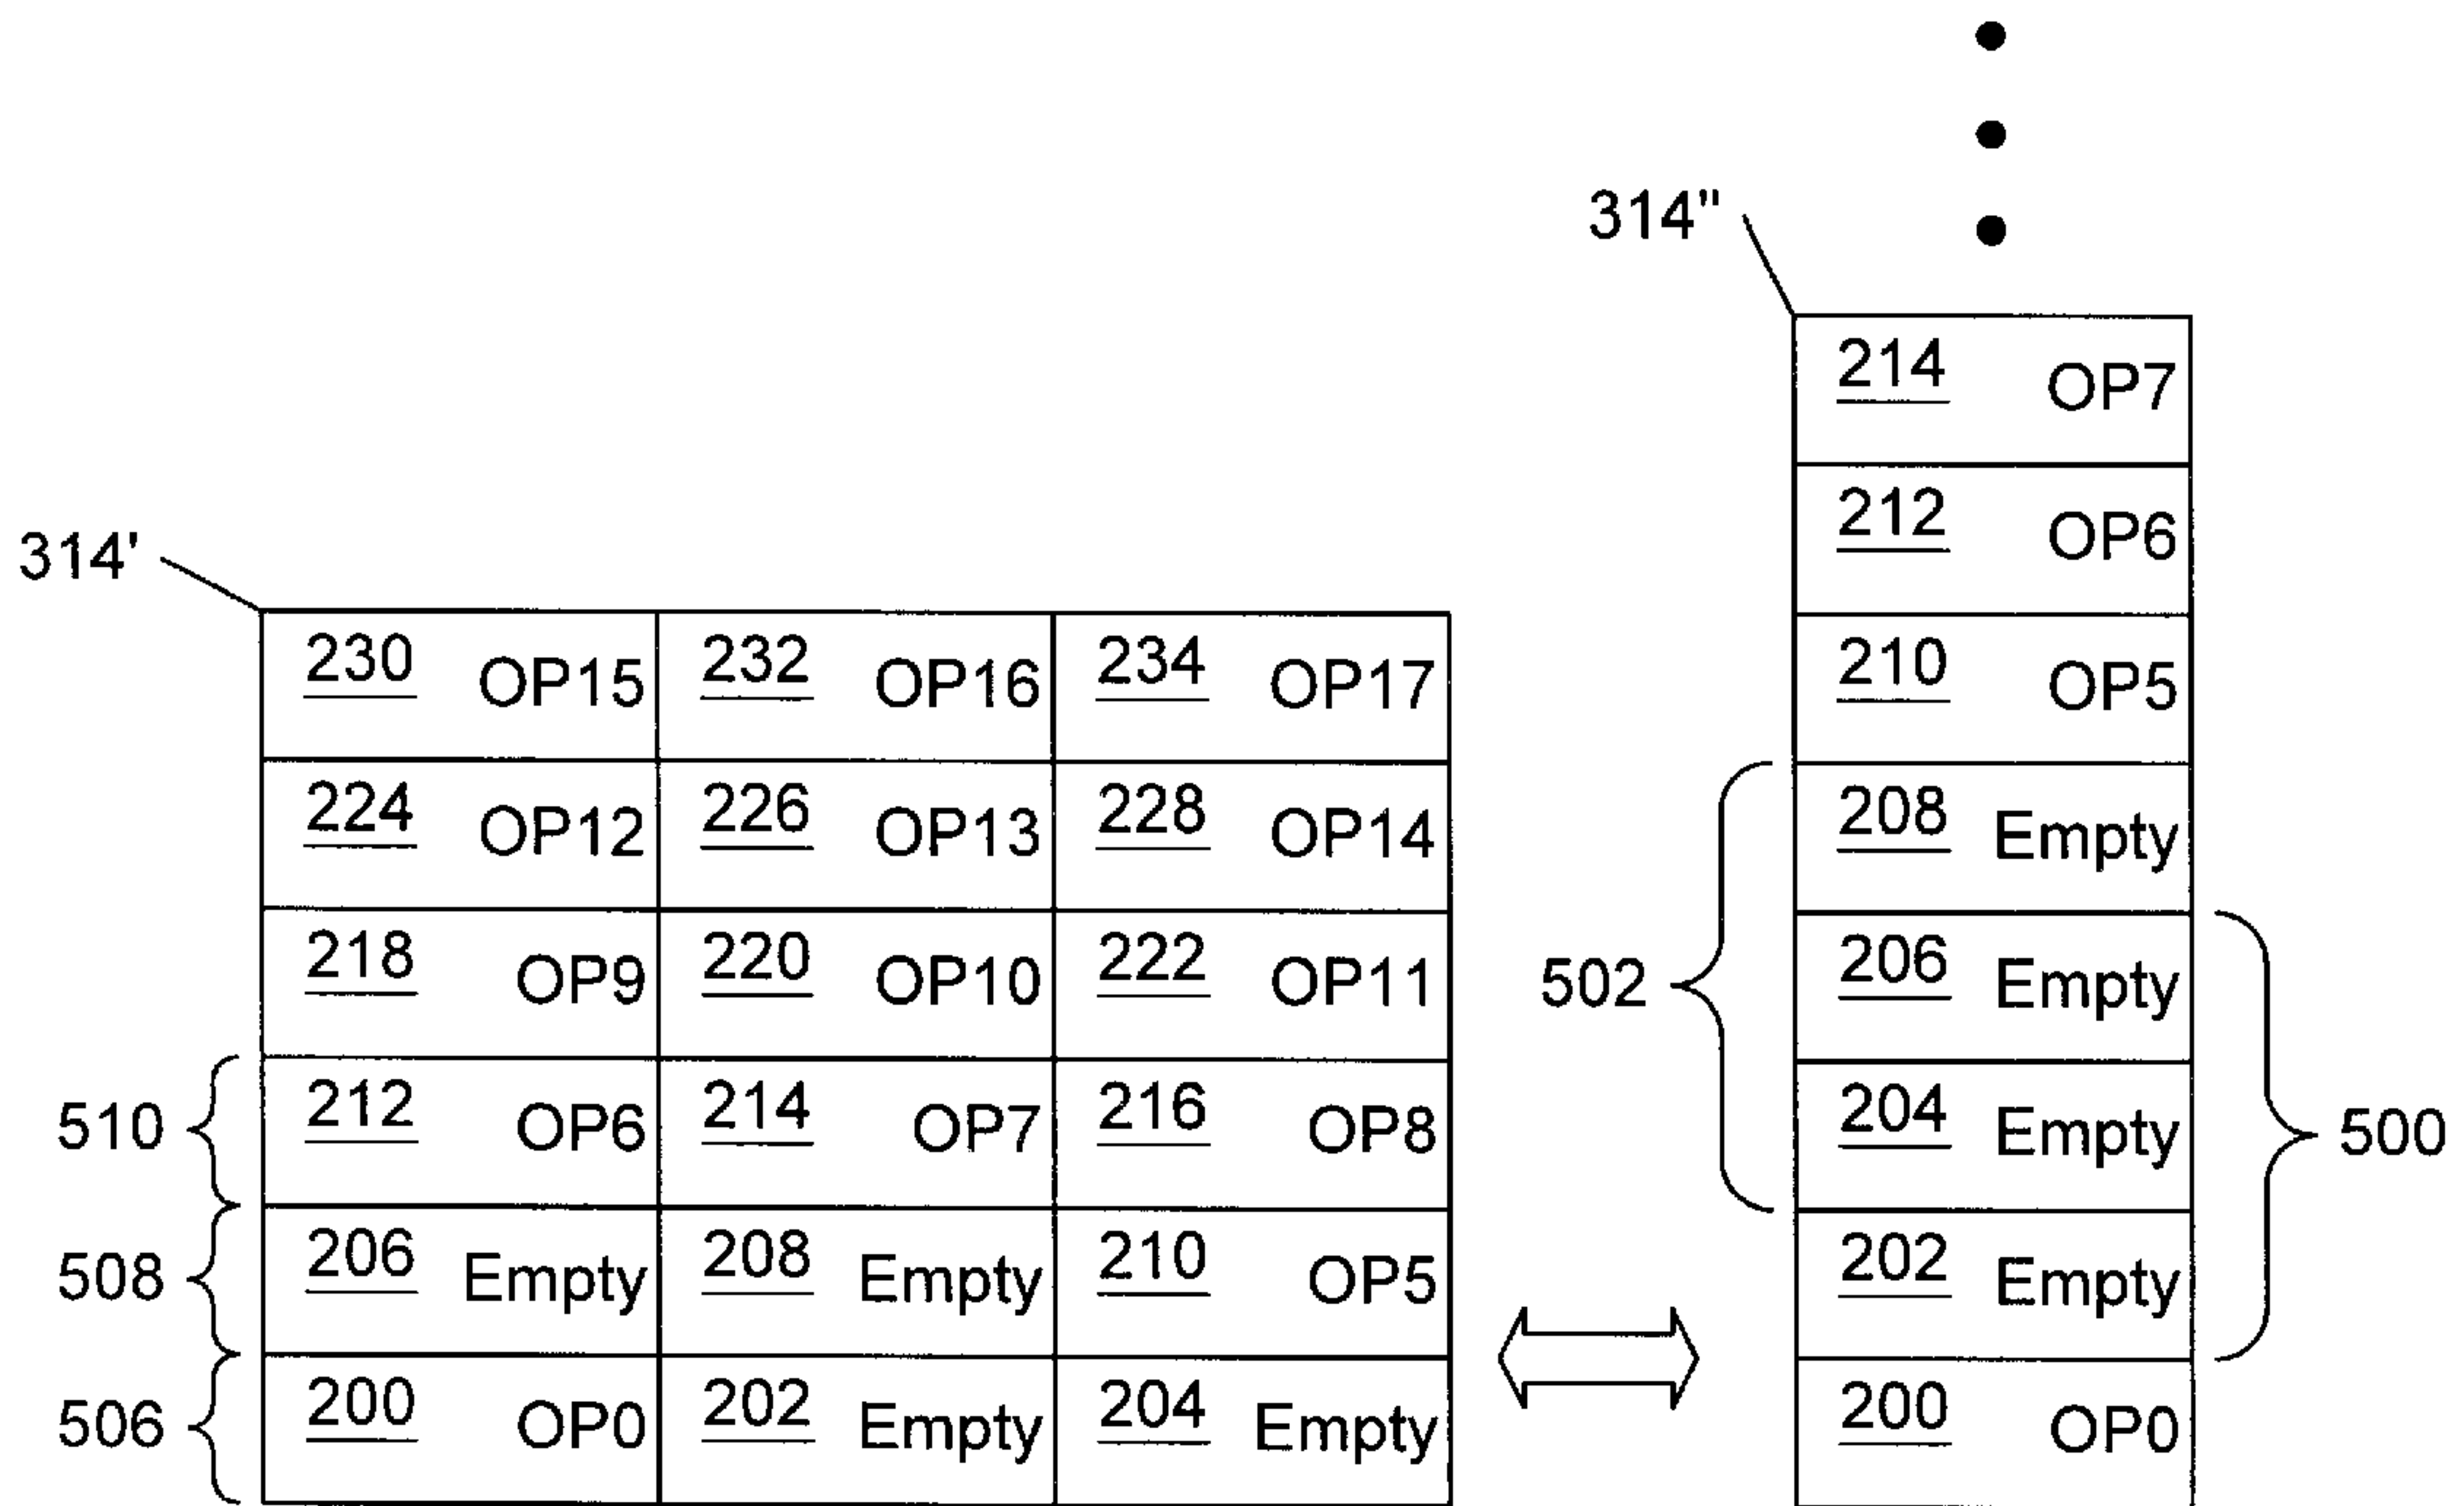 314"
214 OP7
212 OP6
210 OP5
208 Empty
206 Empty
204 Empty
202 Empty
200 OP0
502
500
314'
230 OP15 232 OP16 234 OP17
224 OP12 226 OP13 228 OP14
218 OP9 220 OP10 222 OP11
510 212 OP6 214 OP7 216 OP8
508 206 Empty 208 Empty 210 OP5
506 200 OP0 202 Empty 204 Empty